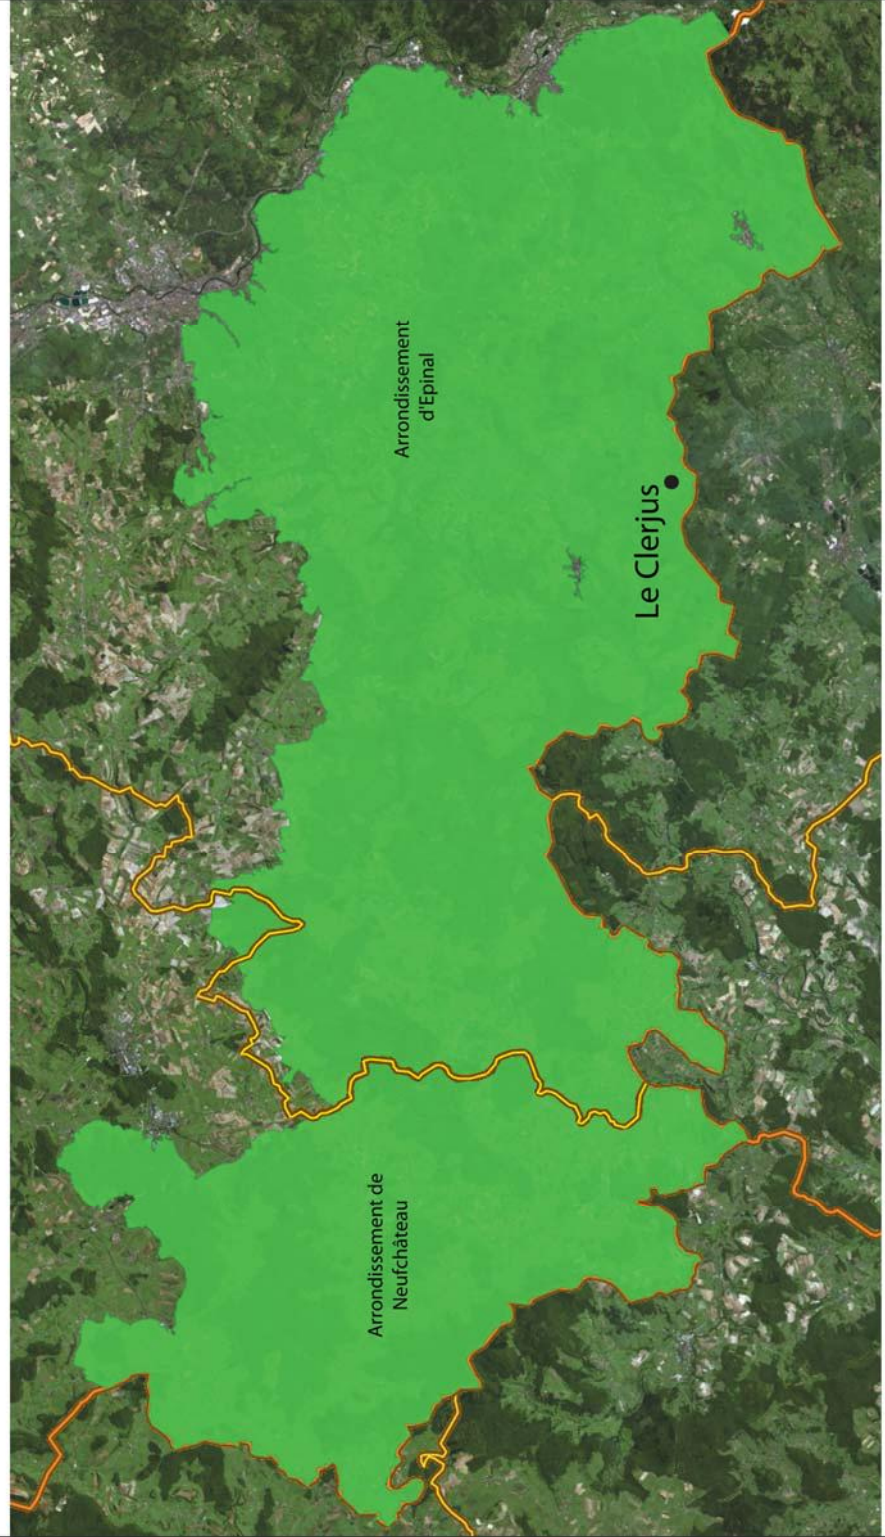 Arrondissement de
Neufchâteau
Arrondissement
d'Epinal
Le Clerjus